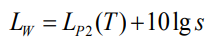 L_W = L_{P2}(T) + 10 lg s